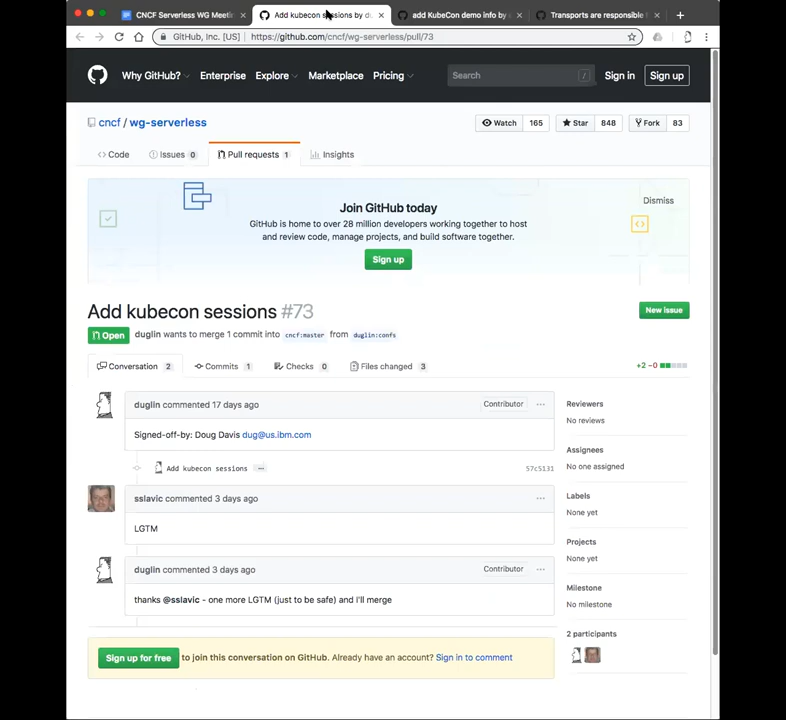 CNCF Serverless WG Meetin
Add kubecon sessions by du
add KubeCon demo info by
Transports are responsible
GitHub, Inc. [US] https://github.com/cncf/wg-serverless/pull/73
Why GitHub? Enterprise Explore Marketplace Pricing Search / Sign in Sign up
cncf / wg-serverless Watch 165 Star 848 Fork 83
Code Issues 0 Pull requests 1 Insights
Join GitHub today Dismiss
GitHub is home to over 28 million developers working together to host
and review code, manage projects, and build software together.
Sign up
Add kubecon sessions #73 New issue
Open duglin wants to merge 1 commit into cncf:master from duglin:confs
Conversation 2 Commits 1 Checks 0 Files changed 3 +2 −0
duglin commented 17 days ago Contributor ...
Signed-off-by: Doug Davis dug@us.ibm.com
Add kubecon sessions ... 57c5131
sslavic commented 3 days ago ...
LGTM
duglin commented 3 days ago Contributor ...
thanks @sslavic - one more LGTM (just to be safe) and I'll merge
Reviewers
No reviews
Assignees
No one assigned
Labels
None yet
Projects
None yet
Milestone
No milestone
2 participants
Sign up for free to join this conversation on GitHub. Already have an account? Sign in to comment